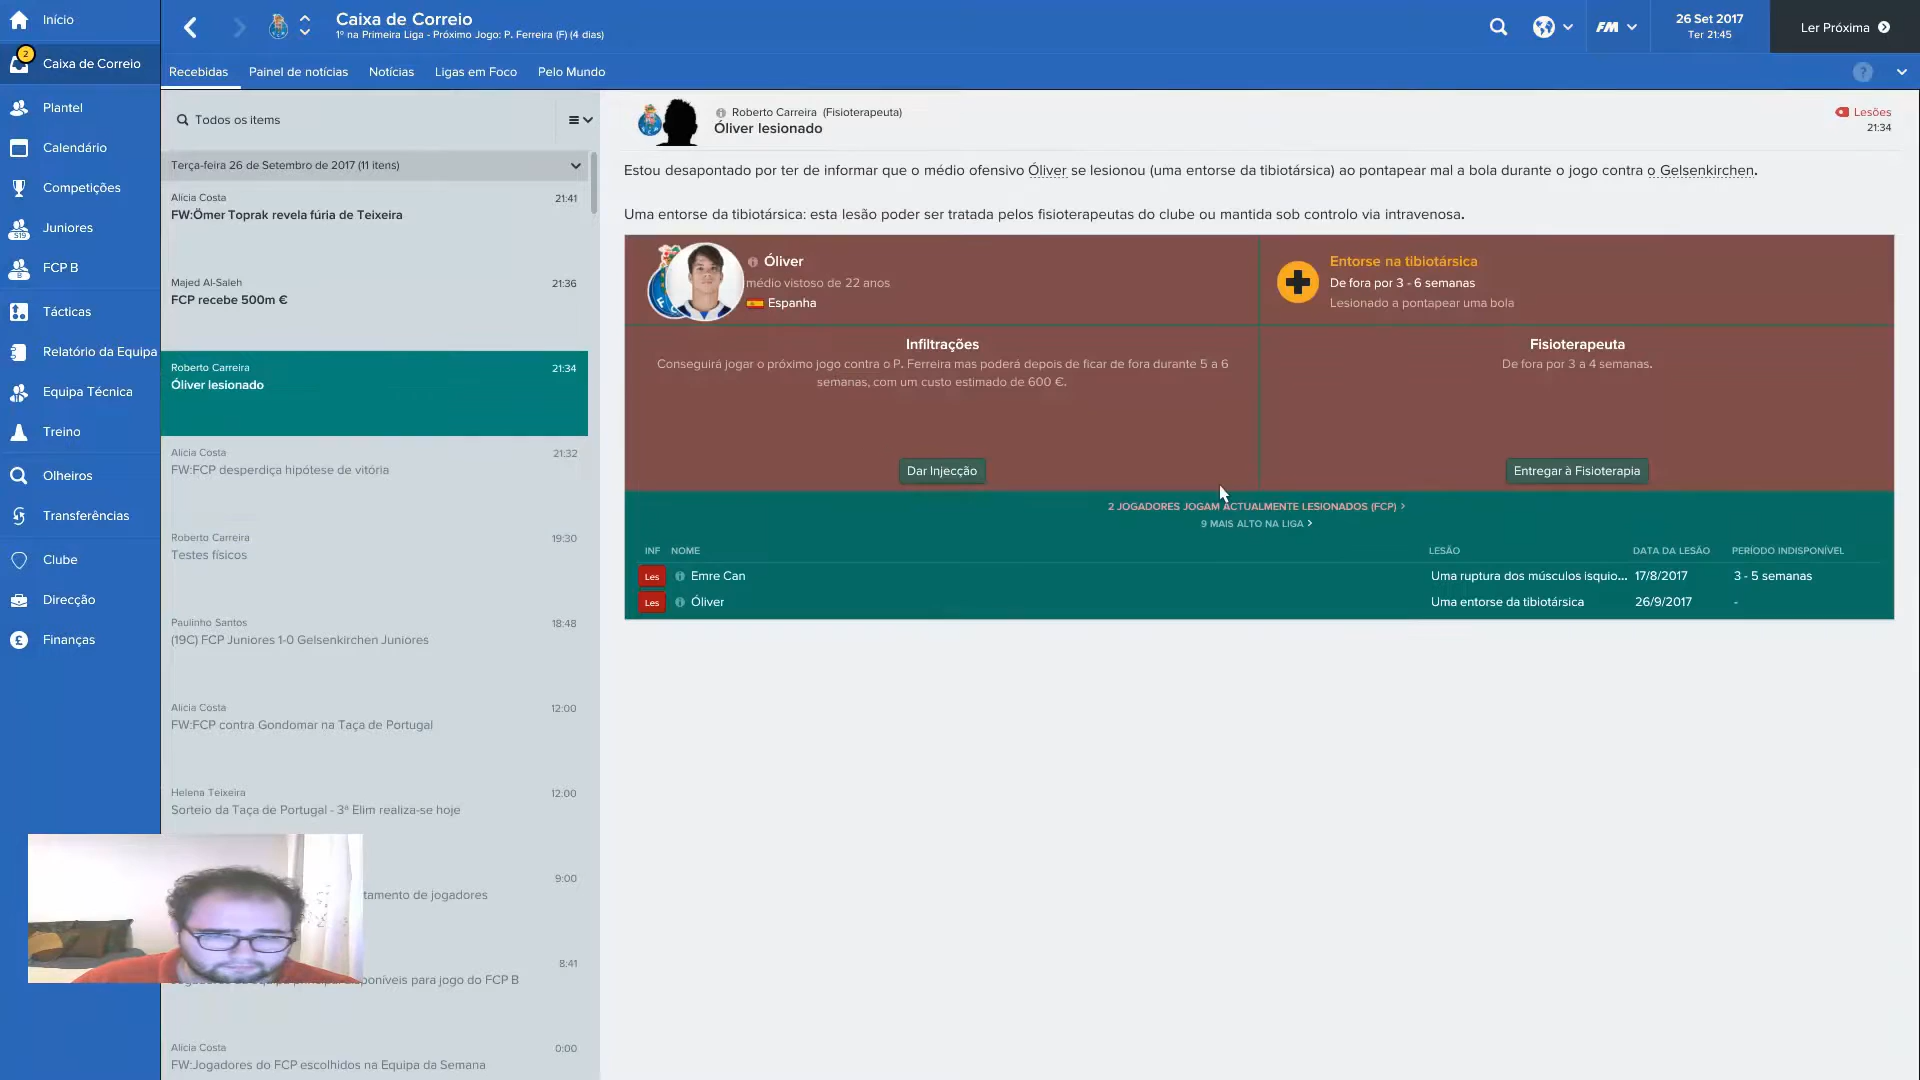 Início
2
Caixa de Correio
Plantel
Calendário
Competições
S19
Juniores
B
FCP B
Tácticas
Relatório da Equipa
Equipa Técnica
Treino
Olheiros
Transferências
Clube
Direcção
£
Finanças
Caixa de Correio
1º na Primeira Liga - Próximo Jogo: P. Ferreira (F) (4 dias)
FM
26 Set 2017
Ter 21:45
Ler Próxima
Recebidas
Painel de notícias
Notícias
Ligas em Foco
Pelo Mundo
?
Todos os items
Terça-feira 26 de Setembro de 2017 (11 itens)
Alícia Costa 21:41
FW:Ömer Toprak revela fúria de Teixeira
Majed Al-Saleh 21:36
FCP recebe 500m €
Roberto Carreira 21:34
Óliver lesionado
Alícia Costa 21:32
FW:FCP desperdiça hipótese de vitória
Roberto Carreira 19:30
Testes físicos
Paulinho Santos 18:48
(19C) FCP Juniores 1-0 Gelsenkirchen Juniores
Alícia Costa 12:00
FW:FCP contra Gondomar na Taça de Portugal
Helena Teixeira 12:00
Sorteio da Taça de Portugal - 3ª Elim realiza-se hoje
9:00
tamento de jogadores
8:41
poníveis para jogo do FCP B
Alícia Costa 0:00
FW:Jogadores do FCP escolhidos na Equipa da Semana
Roberto Carreira (Fisioterapeuta)
Óliver lesionado
Lesões
21:34
Estou desapontado por ter de informar que o médio ofensivo Óliver se lesionou (uma entorse da tibiotársica) ao pontapear mal a bola durante o jogo contra o Gelsenkirchen.
Uma entorse da tibiotársica: esta lesão poder ser tratada pelos fisioterapeutas do clube ou mantida sob controlo via intravenosa.
Óliver
médio vistoso de 22 anos
Espanha
Entorse na tibiotársica
De fora por 3 - 6 semanas
Lesionado a pontapear uma bola
Infiltrações
Conseguirá jogar o próximo jogo contra o P. Ferreira mas poderá depois de ficar de fora durante 5 a 6
semanas, com um custo estimado de 600 €.
Dar Injecção
Fisioterapeuta
De fora por 3 a 4 semanas.
Entregar à Fisioterapia
2 JOGADORES JOGAM ACTUALMENTE LESIONADOS (FCP)
9 MAIS ALTO NA LIGA
INF NOME LESÃO DATA DA LESÃO PERÍODO INDISPONÍVEL
Les Emre Can Uma ruptura dos músculos isquio... 17/8/2017 3 - 5 semanas
Les Óliver Uma entorse da tibiotársica 26/9/2017 -